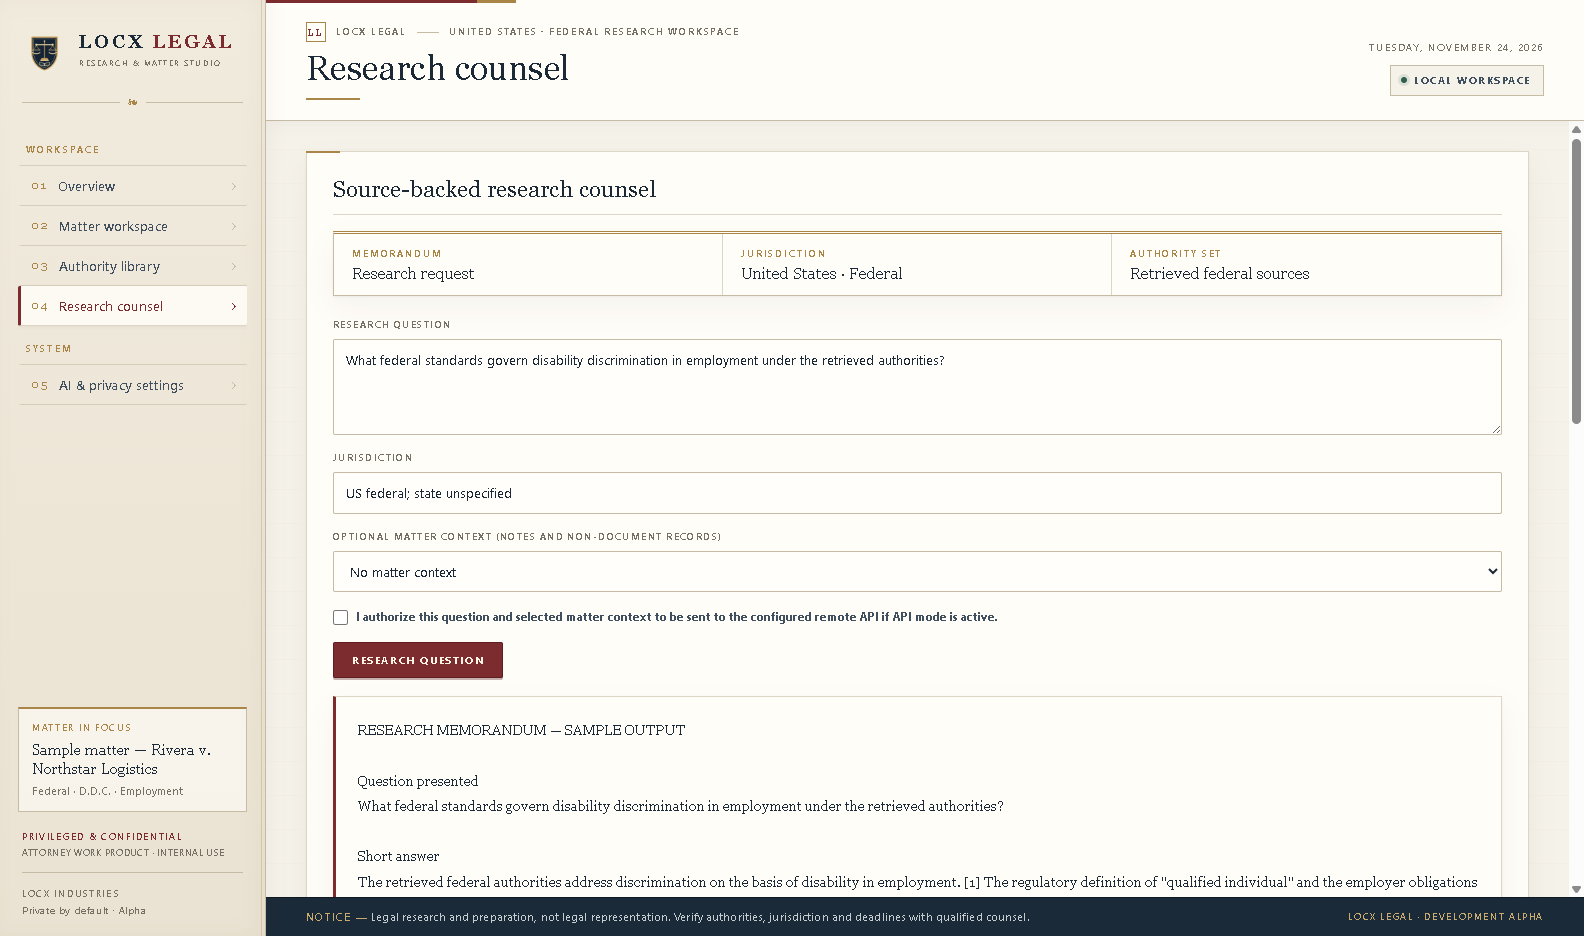 LOCX LEGAL
RESEARCH & MATTER STUDIO
WORKSPACE
01 Overview
02 Matter workspace
03 Authority library
04 Research counsel
SYSTEM
05 AI & privacy settings
MATTER IN FOCUS
Sample matter — Rivera v.
Northstar Logistics
Federal · D.D.C. · Employment
PRIVILEGED & CONFIDENTIAL
ATTORNEY WORK PRODUCT · INTERNAL USE
LOCX INDUSTRIES
Private by default · Alpha
LL LOCX LEGAL UNITED STATES · FEDERAL RESEARCH WORKSPACE
Research counsel
TUESDAY, NOVEMBER 24, 2026
LOCAL WORKSPACE
Source-backed research counsel
MEMORANDUM
Research request
JURISDICTION
United States · Federal
AUTHORITY SET
Retrieved federal sources
RESEARCH QUESTION
What federal standards govern disability discrimination in employment under the retrieved authorities?
JURISDICTION
US federal; state unspecified
OPTIONAL MATTER CONTEXT (NOTES AND NON-DOCUMENT RECORDS)
No matter context
I authorize this question and selected matter context to be sent to the configured remote API if API mode is active.
RESEARCH QUESTION
RESEARCH MEMORANDUM — SAMPLE OUTPUT
Question presented
What federal standards govern disability discrimination in employment under the retrieved authorities?
Short answer
The retrieved federal authorities address discrimination on the basis of disability in employment. [1] The regulatory definition of "qualified individual" and the employer obligations
NOTICE — Legal research and preparation, not legal representation. Verify authorities, jurisdiction and deadlines with qualified counsel.
LOCX LEGAL · DEVELOPMENT ALPHA